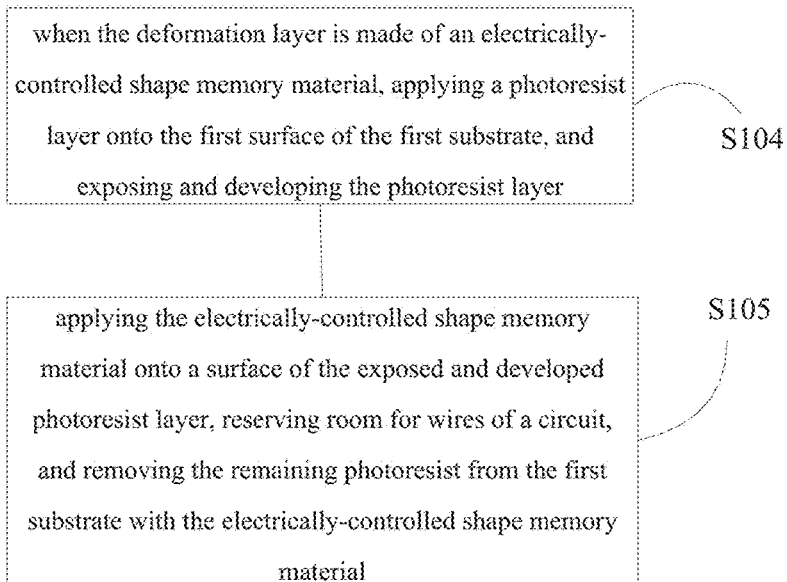 when the deformation layer is made of an electrically-
controlled shape memory material, applying a photoresist
layer onto the first surface of the first substrate, and
exposing and developing the photoresist layer
S104
applying the electrically-controlled shape memory
material onto a surface of the exposed and developed
photoresist layer, reserving room for wires of a circuit,
and removing the remaining photoresist from the first
substrate with the electrically-controlled shape memory
material
S105